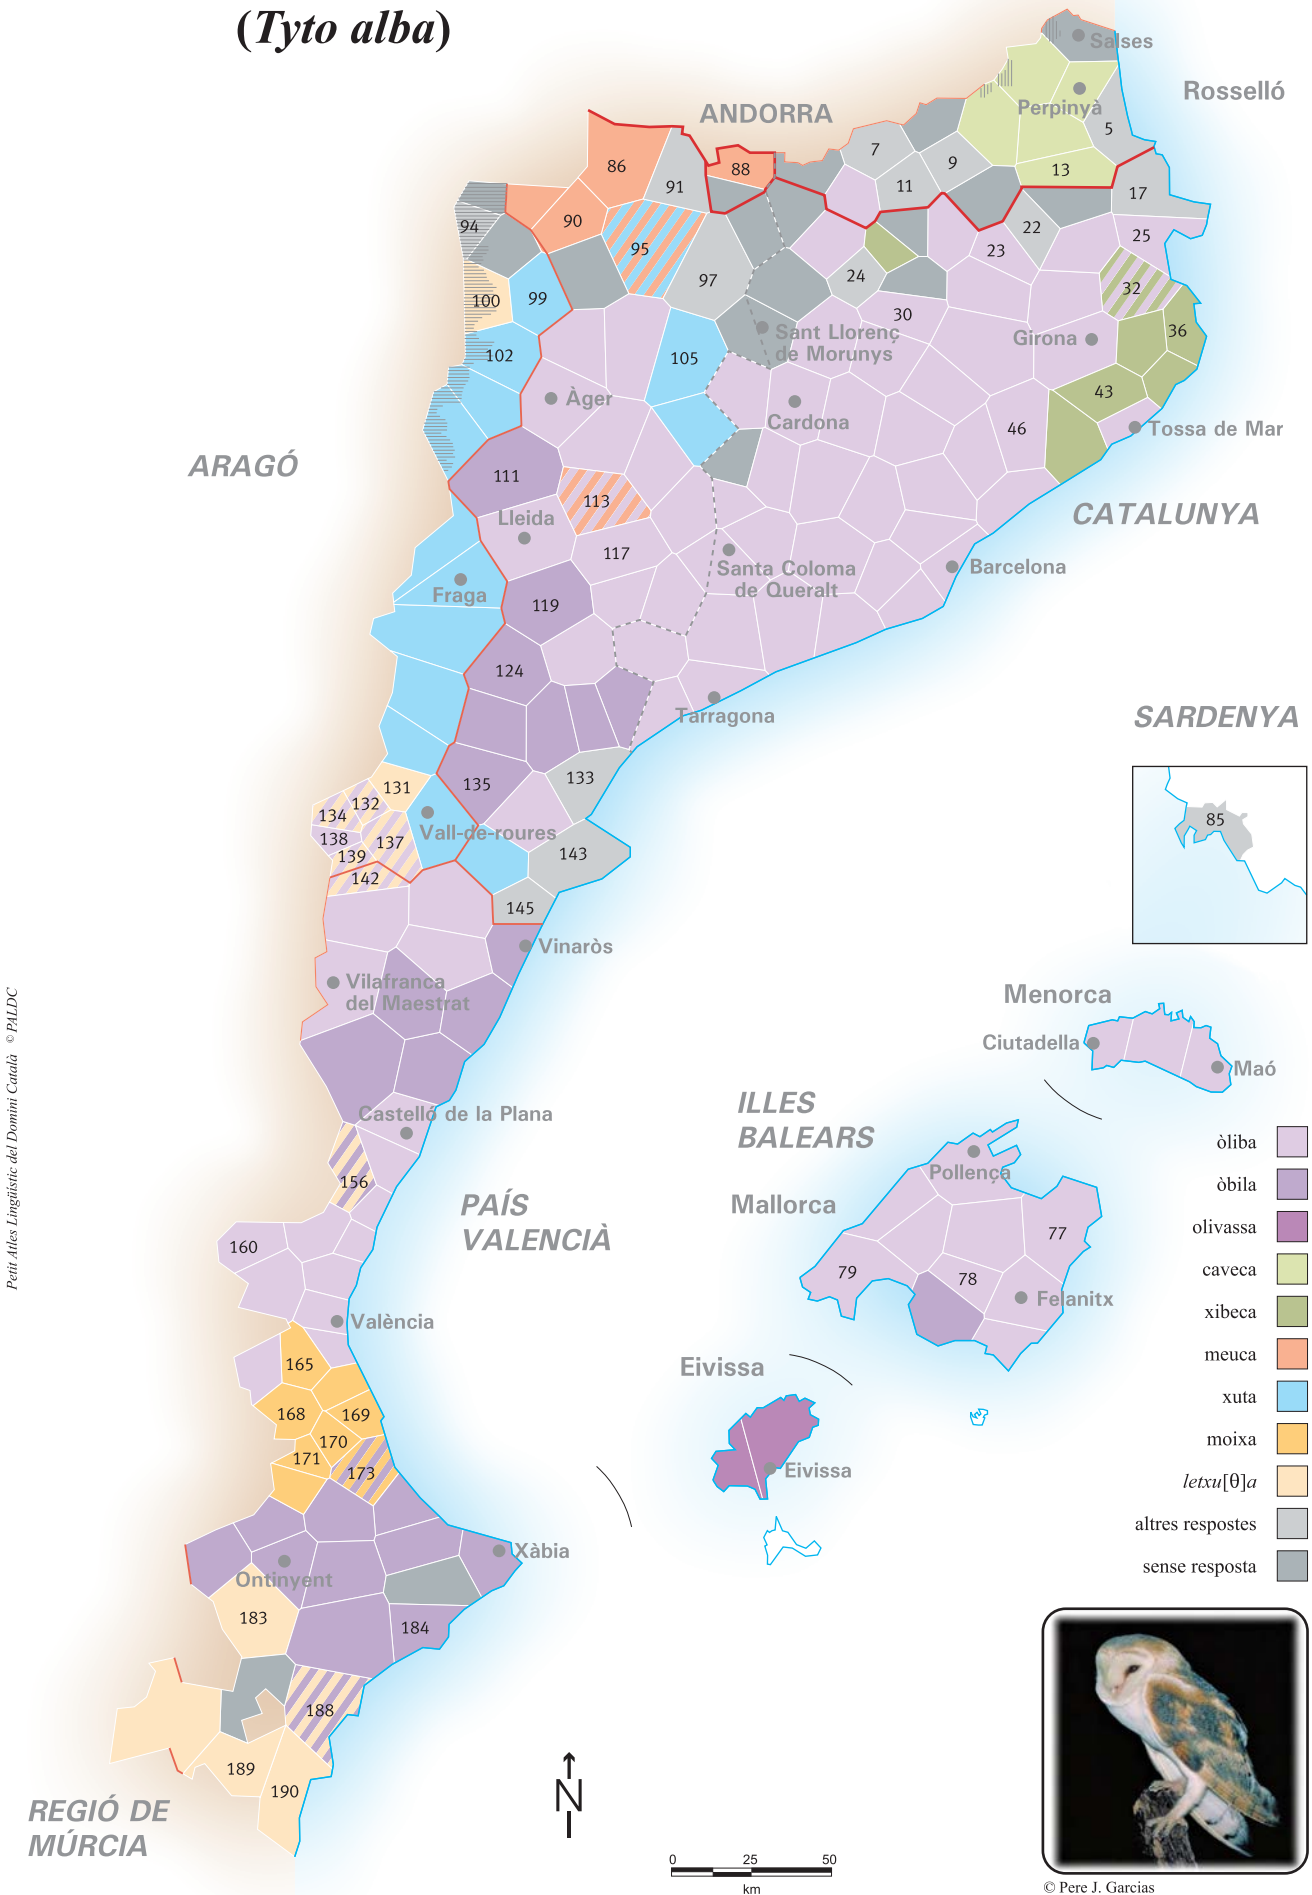 (Tyto alba)
Salses
Rosselló
ANDORRA
Perpinyà
5
7
9
86
88
13
91
11
17
90
22
94
25
95
23
97
24
32
100
99
30
36
Sant Llorenç
de Morunys
Girona
102
105
Àger
43
Cardona
46
Tossa de Mar
ARAGÓ
111
113
CATALUNYA
Lleida
117
Santa Coloma
de Queralt
Barcelona
Fraga
119
124
Tarragona
SARDENYA
131
135
133
132
134
85
Vall-de-roures
138
137
139
143
142
145
Vinaròs
Vilafranca
del Maestrat
Menorca
Ciutadella
Maó
ILLES
BALEARS
Castelló de la Plana
òliba
Pollença
156
òbila
PAÍS
VALENCIÀ
Mallorca
olivassa
160
77
79
78
caveca
Felanitx
xibeca
València
165
Eivissa
meuca
xuta
168
169
moixa
170
171
173
Eivissa
letxu[θ]a
altres respostes
Xàbia
sense resposta
Ontinyent
183
184
188
189
190
REGIÓ DE
MÚRCIA
N
0 25 50
km
© Pere J. Garcias
Petit Atles Lingüístic del Domini Català © PALDC